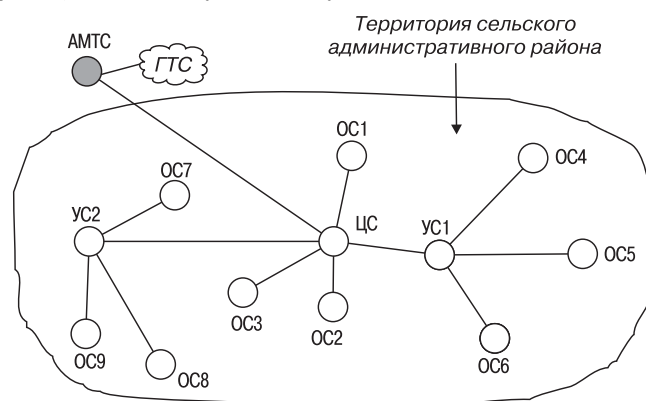 Территория сельского
административного района
АМТС
ГТС
ОС1
ОС4
ОС7
УС2
ЦС
УС1
ОС5
ОС3
ОС2
ОС6
ОС9
ОС8